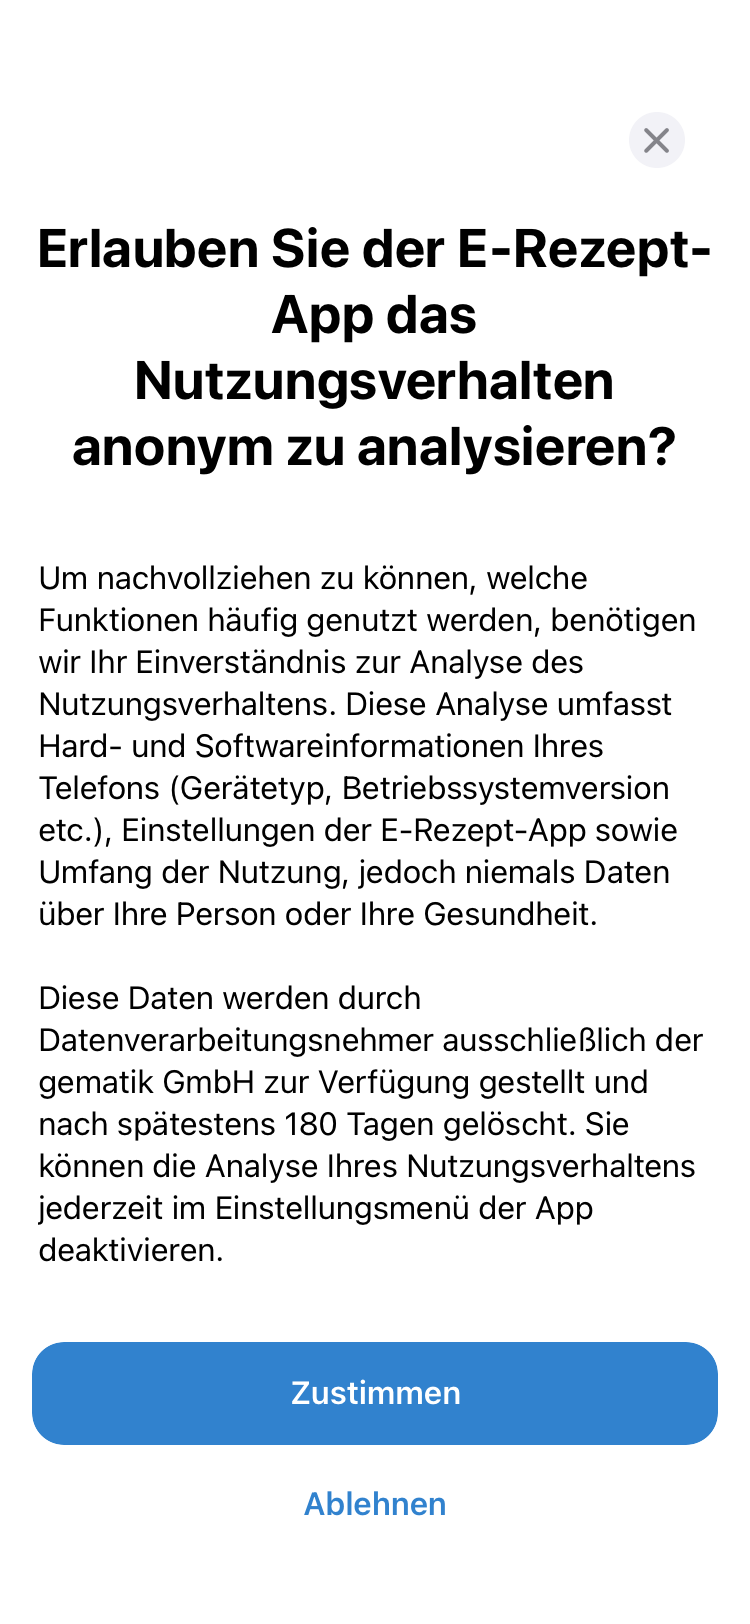 Erlauben Sie der E-Rezept-
App das
Nutzungsverhalten
anonym zu analysieren?
Um nachvollziehen zu können, welche
Funktionen häufig genutzt werden, benötigen
wir Ihr Einverständnis zur Analyse des
Nutzungsverhaltens. Diese Analyse umfasst
Hard- und Softwareinformationen Ihres
Telefons (Gerätetyp, Betriebssystemversion
etc.), Einstellungen der E-Rezept-App sowie
Umfang der Nutzung, jedoch niemals Daten
über Ihre Person oder Ihre Gesundheit.
Diese Daten werden durch
Datenverarbeitungsnehmer ausschließlich der
gematik GmbH zur Verfügung gestellt und
nach spätestens 180 Tagen gelöscht. Sie
können die Analyse Ihres Nutzungsverhaltens
jederzeit im Einstellungsmenü der App
deaktivieren.
Zustimmen
Ablehnen